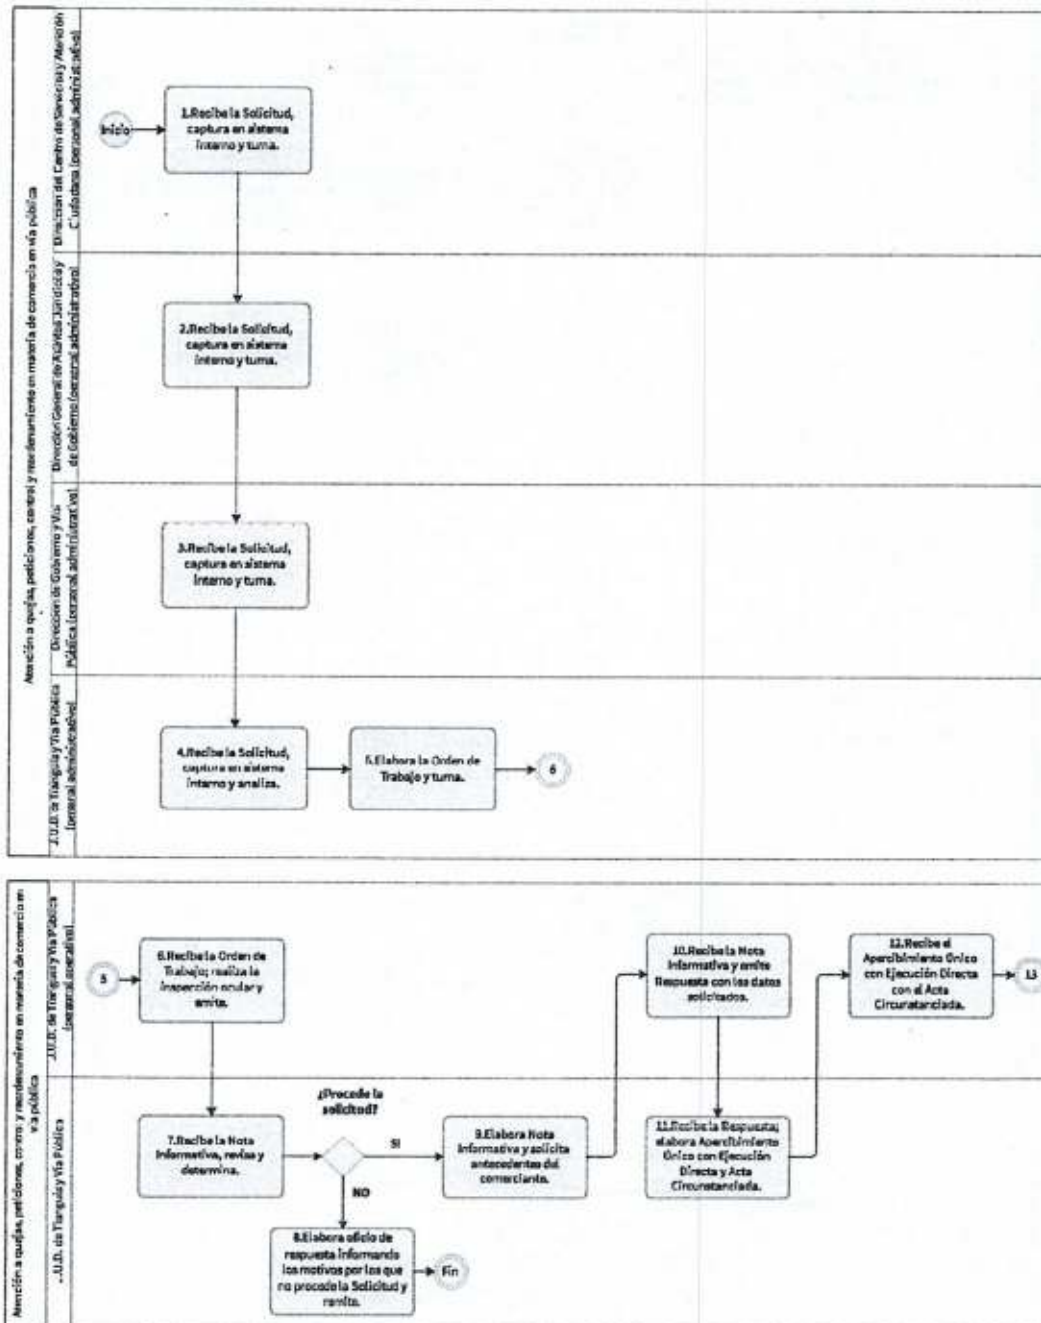 Atención a quejas, peticiones, control y reordenamiento en materia de comercio en vía pública
Dirección del Centro de Servicios y Atención
Ciudadana (personal administrativo)
Inicio
1.Recibe la Solicitud,
captura en sistema
interno y turna.
Dirección General de Asuntos Jurídicos y
de Gobierno (personal administrativo)
2.Recibe la Solicitud,
captura en sistema
interno y turna.
Dirección de Gobierno y Vía
Pública (personal administrativo)
3.Recibe la Solicitud,
captura en sistema
interno y turna.
J.U.D. de Tianguis y Vía Pública
(personal administrativo)
4.Recibe la Solicitud,
captura en sistema
interno y analiza.
5.Elabora la Orden de
Trabajo y turna.
6
Atención a quejas, peticiones, control y reordenamiento en materia de comercio en
vía pública
J.U.D. de Tianguis y Vía Pública
(personal operativo)
5
6.Recibe la Orden de
Trabajo; realiza la
inspección ocular y
emite.
10.Recibe la Nota
Informativa y emite
Respuesta con los datos
solicitados.
12.Recibe el
Apercibimiento Único
con Ejecución Directa
con el Acta
Circunstanciada.
13
J.U.D. de Tianguis y Vía Pública
7.Recibe la Nota
Informativa, revisa y
determina.
¿Procede la
solicitud?
SI
NO
9.Elabora Nota
Informativa y solicita
antecedentes del
comerciante.
11.Recibe la Respuesta;
elabora Apercibimiento
Único con Ejecución
Directa y Acta
Circunstanciada.
8.Elabora oficio de
respuesta informando
los motivos por los que
no procede la Solicitud y
remite.
Fin